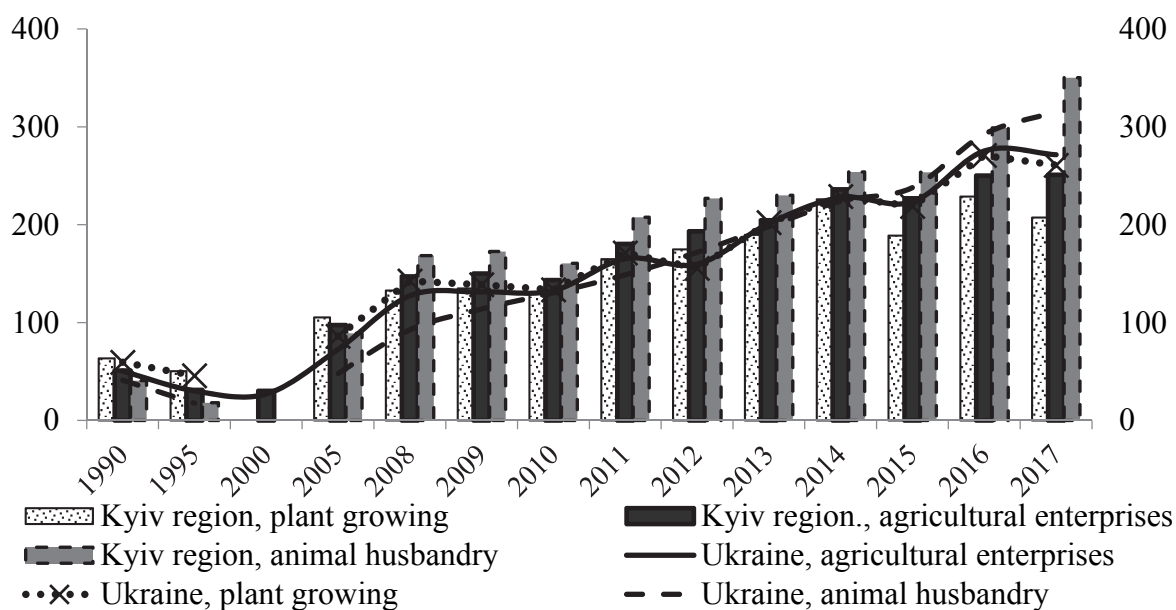 400 400
300 300
200 200
100 100
0 0
1990 1995 2000 2005 2008 2009 2010 2011 2012 2013 2014 2015 2016 2017
Kyiv region, plant growing Kyiv region., agricultural enterprises
Kyiv region, animal husbandry Ukraine, agricultural enterprises
Ukraine, plant growing Ukraine, animal husbandry